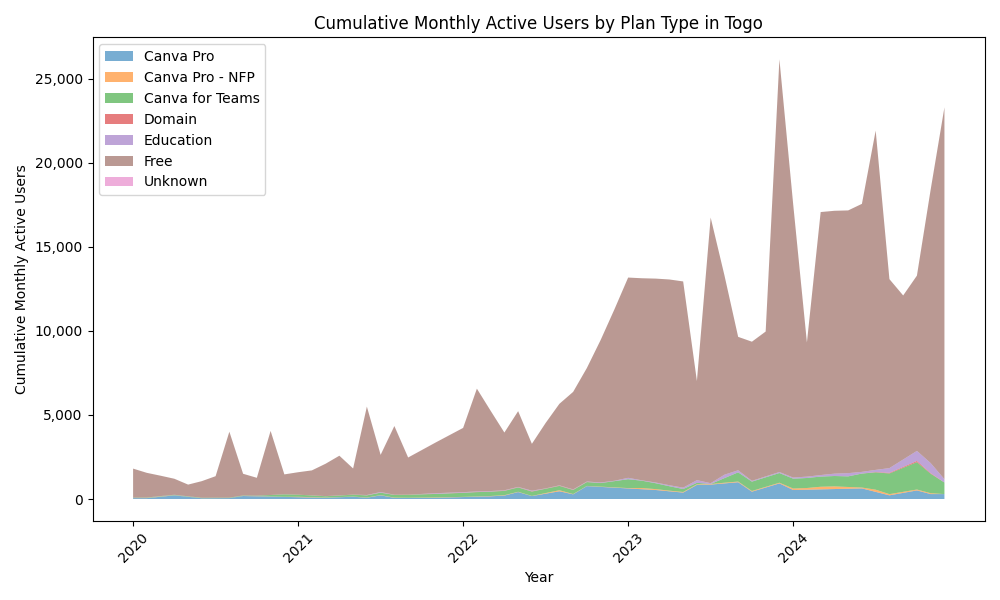 Cumulative Monthly Active Users by Plan Type in Togo
Canva Pro
Canva Pro - NFP
Canva for Teams
Domain
Education
Free
Unknown
Cumulative Monthly Active Users
25,000
20,000
15,000
10,000
5,000
0
2020
2021
2022
2023
2024
Year